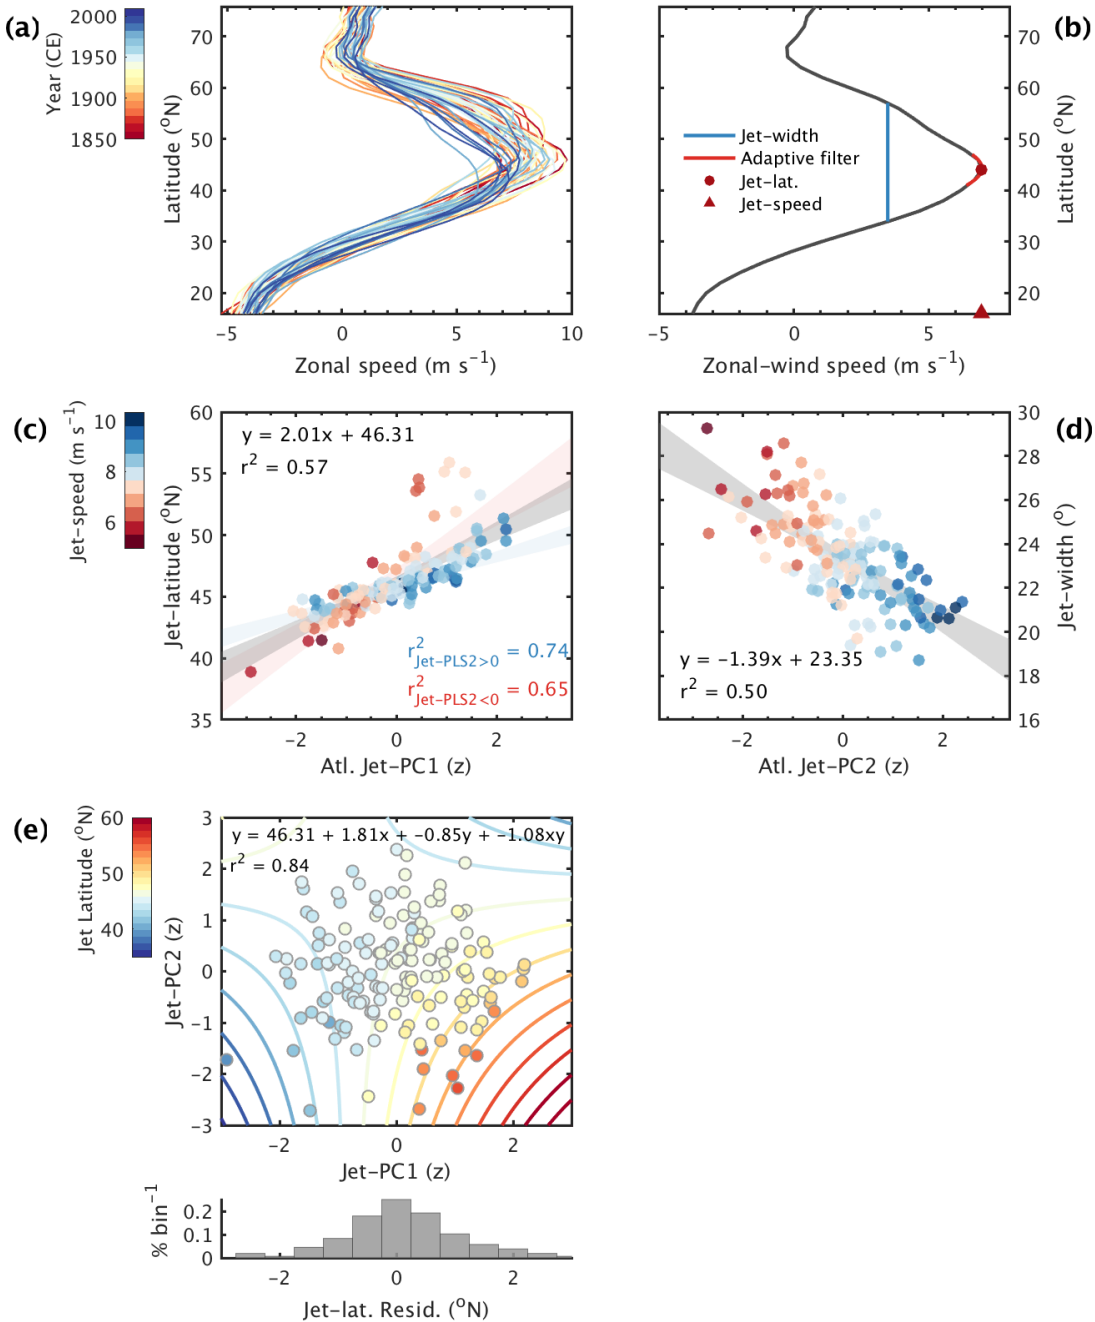 (a)
Year (CE)
2000
1950
1900
1850
Latitude (°N)
70
60
50
40
30
20
-5
0
5
10
Zonal speed (m s⁻¹)
(b)
Jet-width
Adaptive filter
Jet-lat.
Jet-speed
70
60
50
40
30
20
Latitude (°N)
-5
0
5
Zonal-wind speed (m s⁻¹)
(c)
Jet-speed (m s⁻¹)
10
8
6
Jet-latitude (°N)
60
55
50
45
40
35
y = 2.01x + 46.31
r² = 0.57
r²Jet-PLS2>0 = 0.74
r²Jet-PLS2<0 = 0.65
-2
0
2
Atl. Jet-PC1 (z)
(d)
30
28
26
24
22
20
18
16
Jet-width (°)
y = -1.39x + 23.35
r² = 0.50
-2
0
2
Atl. Jet-PC2 (z)
(e)
Jet Latitude (°N)
60
50
40
Jet-PC2 (z)
3
2
1
0
-1
-2
-3
y = 46.31 + 1.81x + -0.85y + -1.08xy
r² = 0.84
-2
0
2
Jet-PC1 (z)
% bin⁻¹
0.2
0.1
0
-2
0
2
Jet-lat. Resid. (°N)